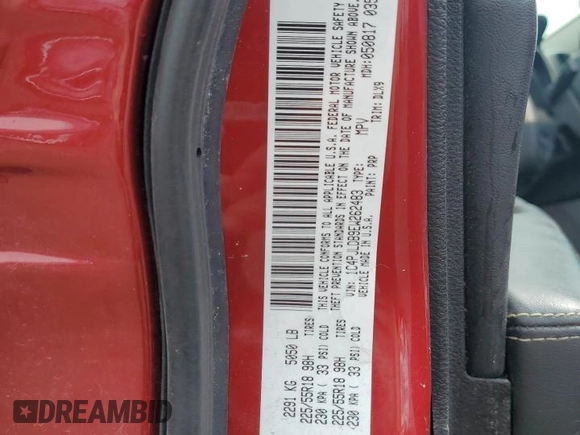 2291 KG 5050 LB
225/55R18 98H TIRES
230 KPA ( 33 PSI) COLD
225/55R18 98H TIRES
230 KPA ( 33 PSI) COLD
THIS VEHICLE CONFORMS TO ALL APPLICABLE U.S.A. FEDERAL MOTOR VEHICLE SAFETY
THEFT PREVENTION STANDARDS IN EFFECT ON THE DATE OF MANUFACTURE SHOWN ABOVE.
VIN: 1C4PJLDB9EW262483 TYPE: MPV MDH: 050817 035
VEHICLE MADE IN U.S.A. PAINT: PRP TRIM: DLX9
DREAMBID